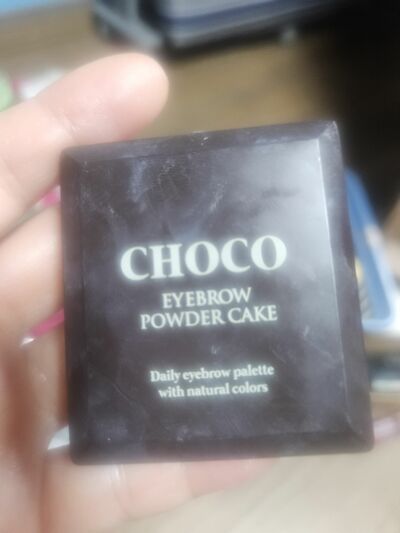 CHOCO
EYEBROW
POWDER CAKE
Daily eyebrow palette
with natural colors